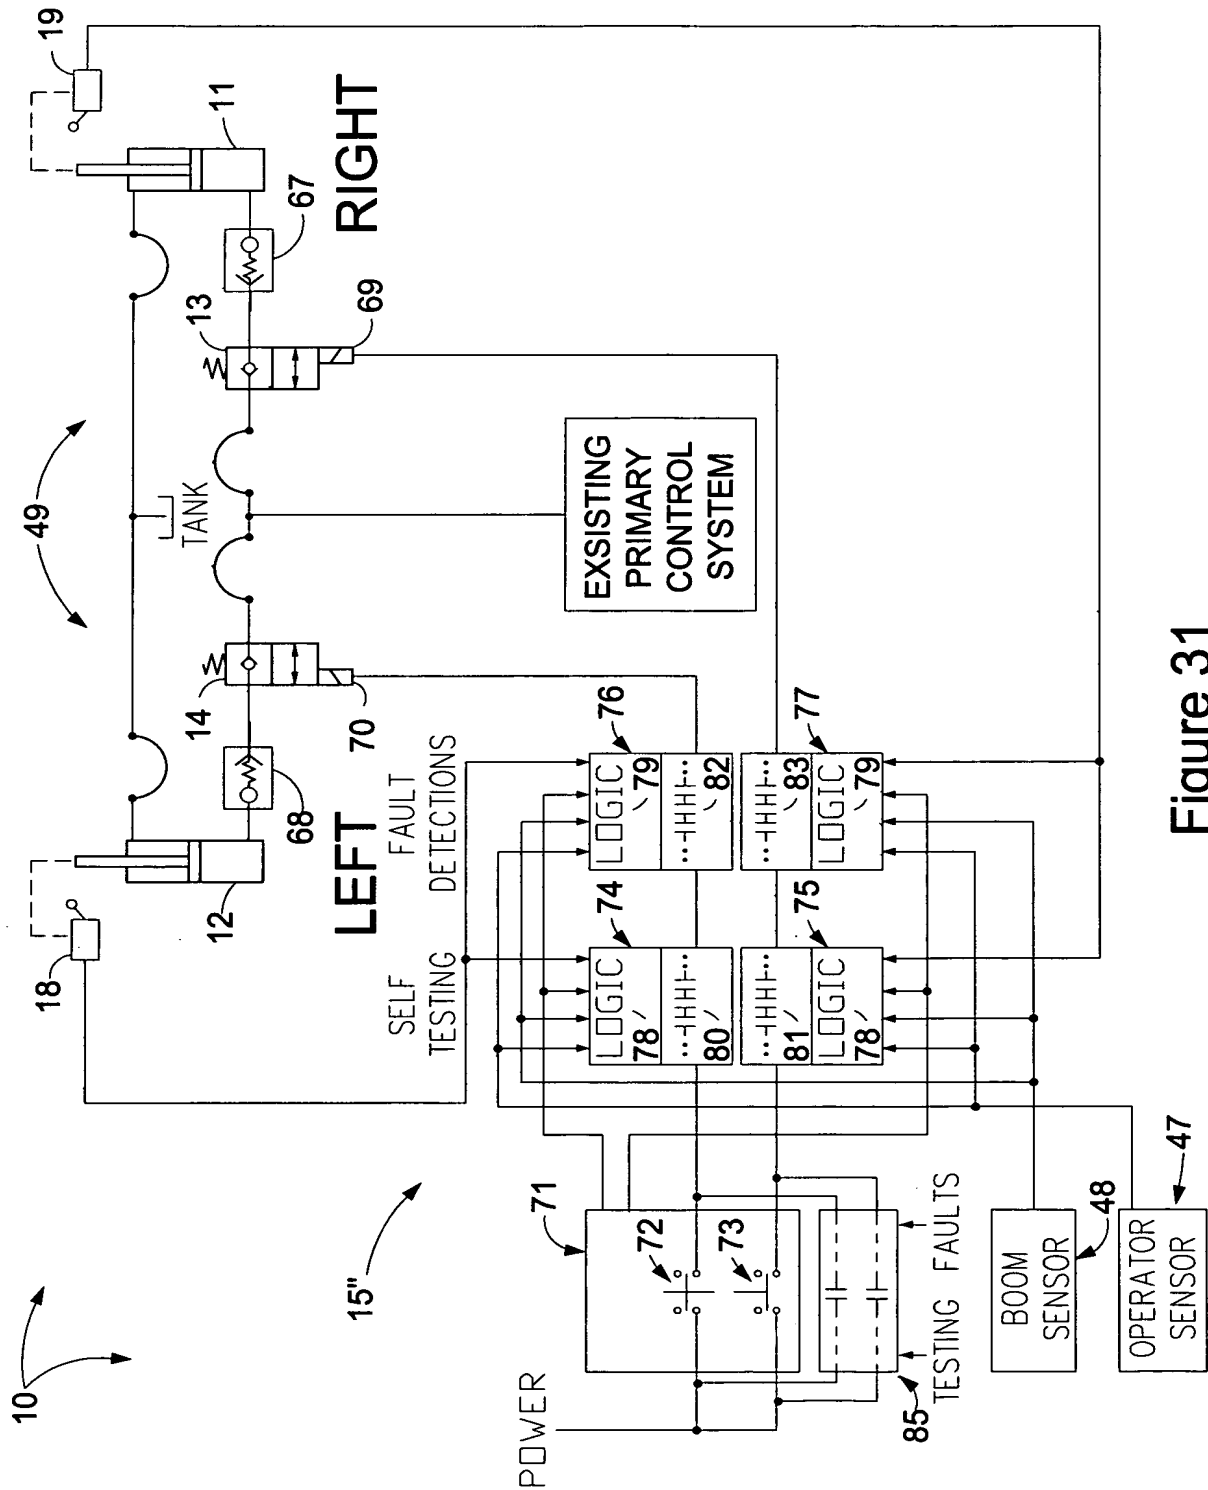 10
49
19
18
12
11
TANK
68
14
70
13
69
67
LEFT
RIGHT
15"
EXSISTING
PRIMARY
CONTROL
SYSTEM
SELF
TESTING
FAULT
DETECTIONS
POWER
71
72
73
74
LOGIC
78
80
76
LOGIC
79
82
81
LOGIC
78
75
83
LOGIC
79
77
85
TESTING FAULTS
BOOM
SENSOR
48
OPERATOR
SENSOR
47
Figure 31